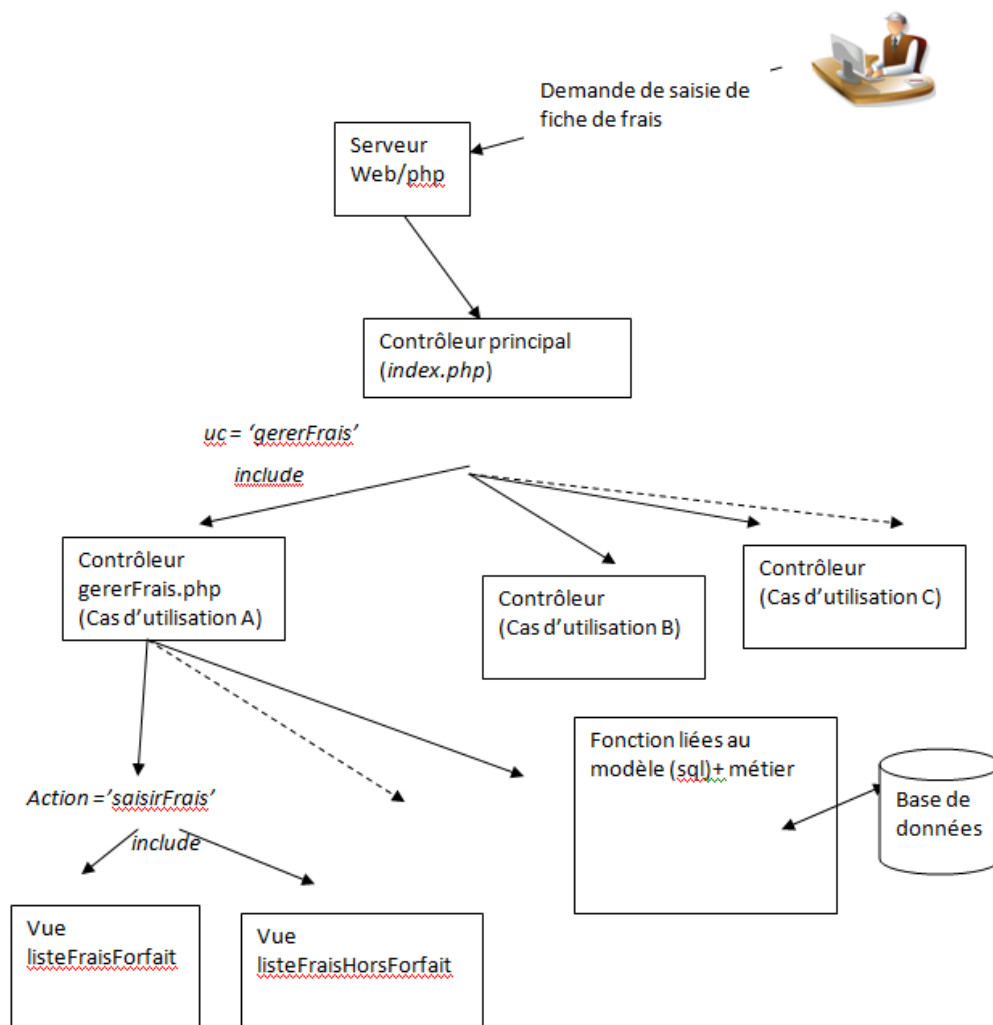 Demande de saisie de
fiche de frais
Serveur
Web/php
Contrôleur principal
(index.php)
uc = ‘gererFrais’
include
Contrôleur
gererFrais.php
(Cas d’utilisation A)
Contrôleur
(Cas d’utilisation B)
Contrôleur
(Cas d’utilisation C)
Fonction liées au
modèle (sql)+ métier
Base de
données
Action =’saisirFrais’
include
Vue
listeFraisForfait
Vue
listeFraisHorsForfait